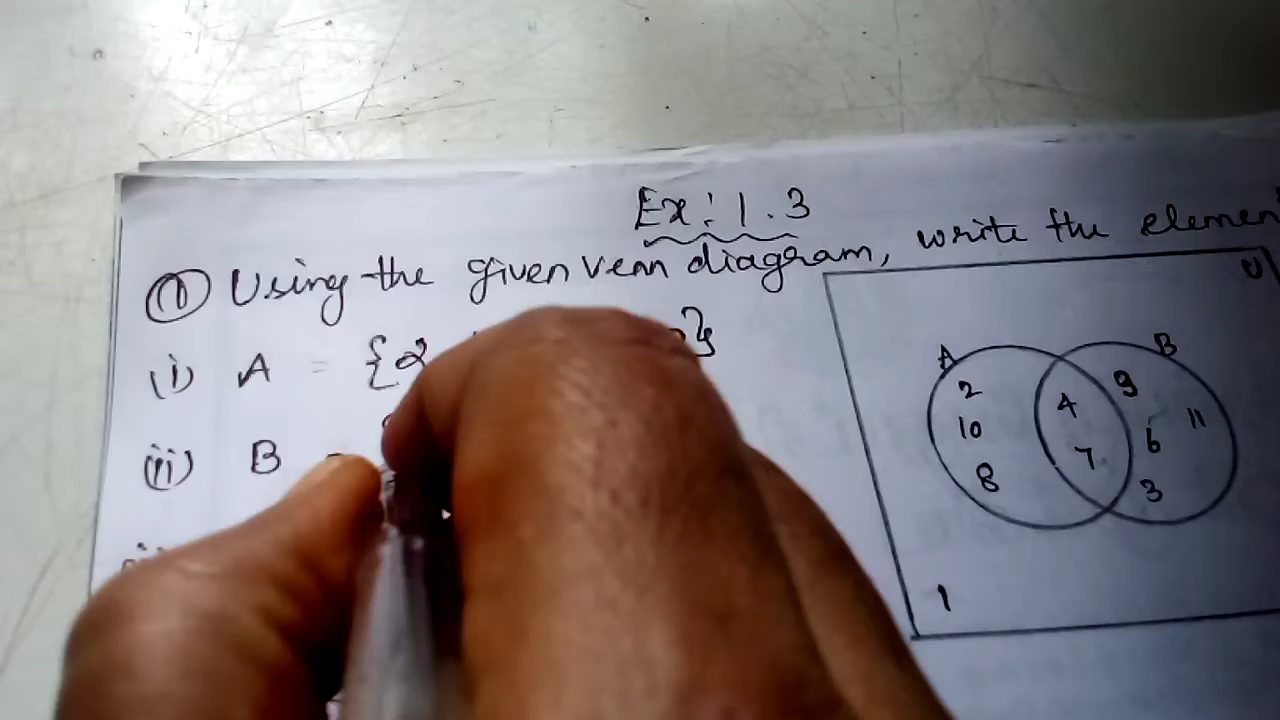 Ex: 1.3
① Using the given venn diagram, write the elemen
U
(i) A = {2
}
A
B
2
4
9
10
11
7
6
8
3
(ii) B
1